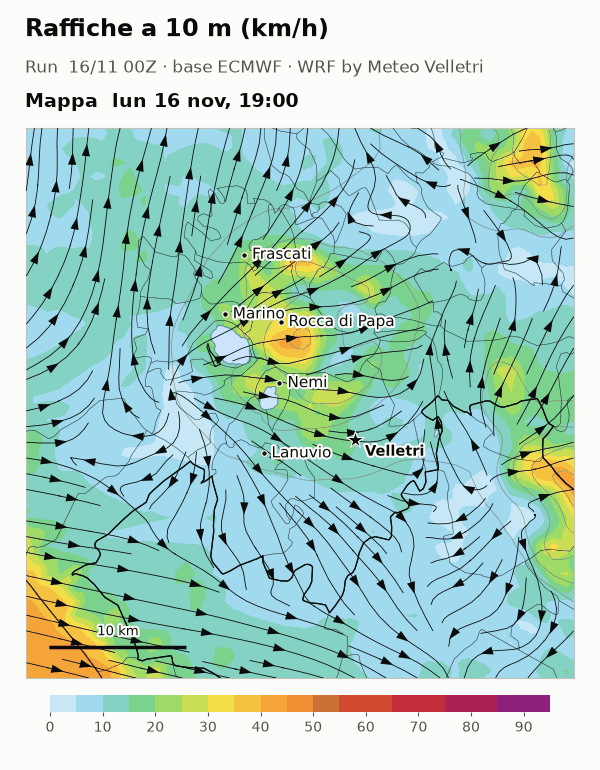 Raffiche a 10 m (km/h)
Run  16/11 00Z · base ECMWF · WRF by Meteo Velletri
Mappa  lun 16 nov, 19:00
Frascati
Marino
Rocca di Papa
Nemi
Velletri
Lanuvio
10 km
0 10 20 30 40 50 60 70 80 90